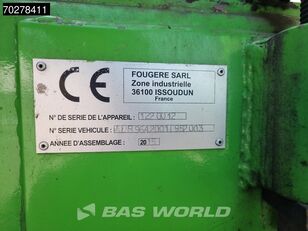 70278411
CE
FOUGERE SARL
Zone industrielle
36100 ISSOUDUN
France
N° DE SERIE DE L'APPAREIL :
N° SERIE VEHICULE :
ANNEE D'ASSEMBLAGE : 20
BAS WORLD